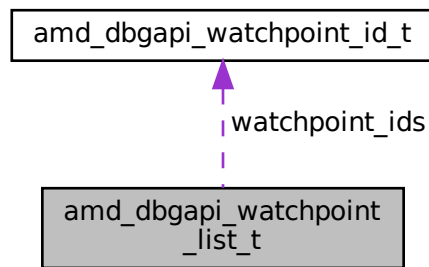 amd_dbgapi_watchpoint_id_t
watchpoint_ids
amd_dbgapi_watchpoint
_list_t